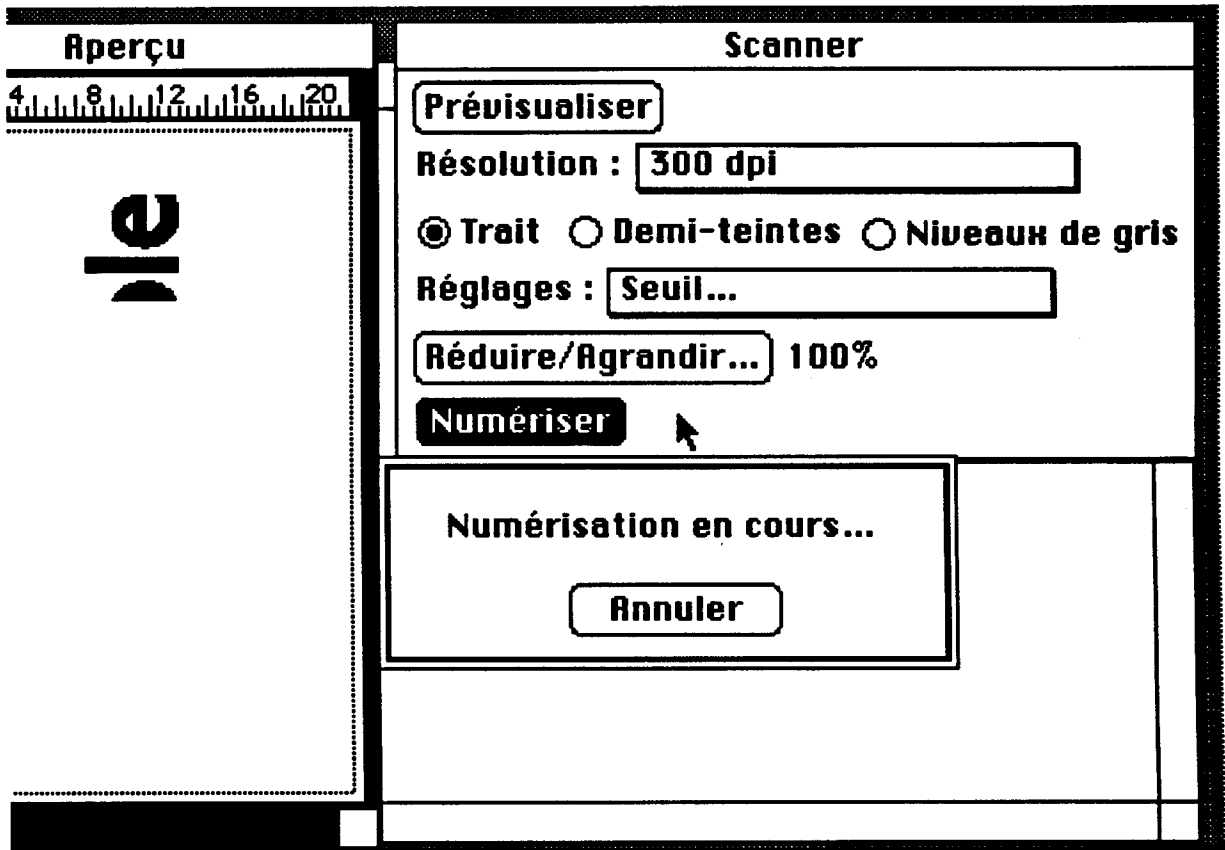 Aperçu
4 8 12 16 20
le
Scanner
Prévisualiser
Résolution : 300 dpi
Trait Demi-teintes Niveaux de gris
Réglages : Seuil...
Réduire/Agrandir... 100%
Numériser
Numérisation en cours...
Annuler